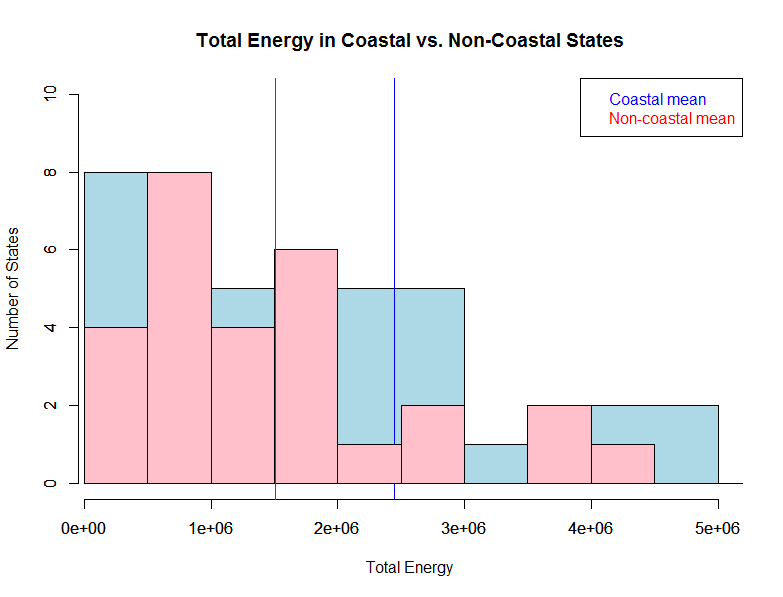 Total Energy in Coastal vs. Non-Coastal States
Coastal mean
Non-coastal mean
Number of States
10
8
6
4
2
0
0e+00 1e+06 2e+06 3e+06 4e+06 5e+06
Total Energy